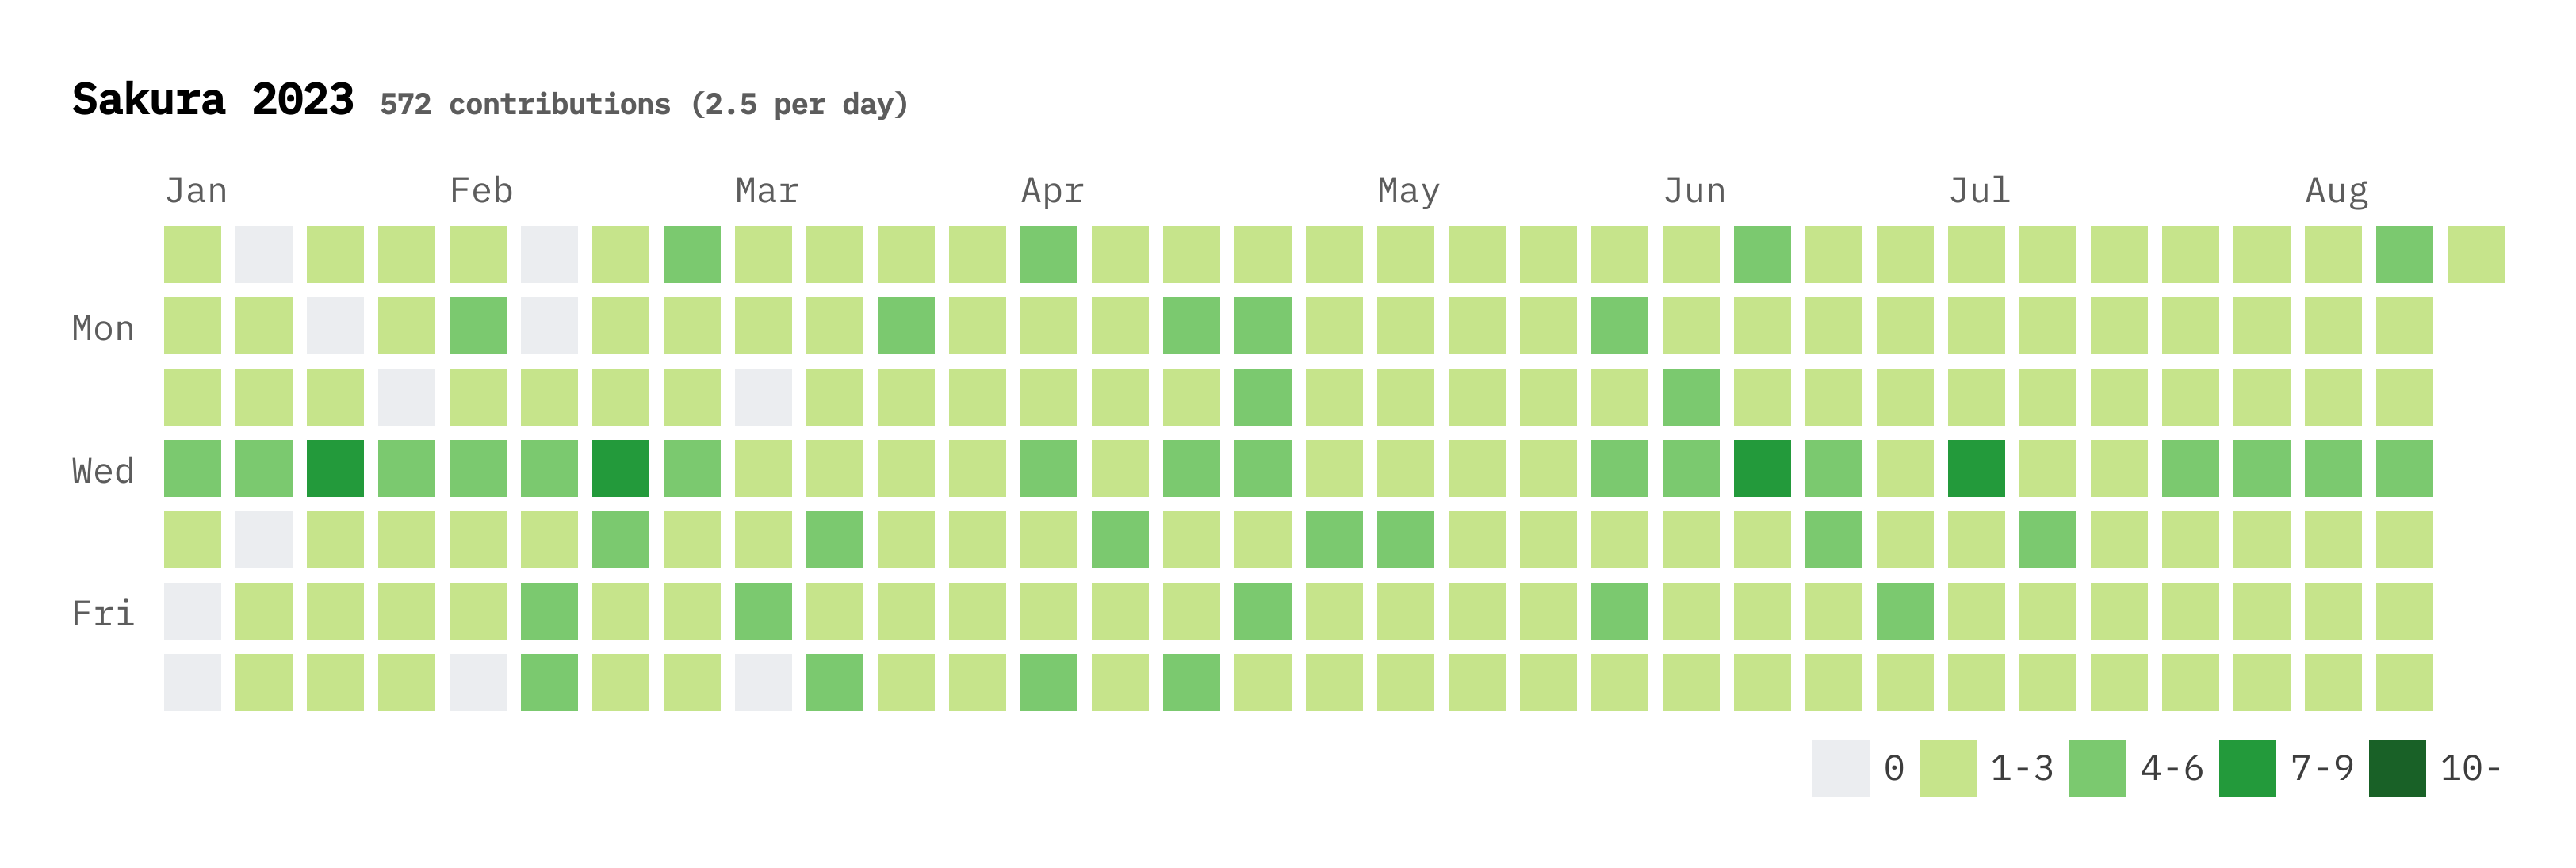 Sakura 2023 572 contributions (2.5 per day)
Jan Feb Mar Apr May Jun Jul Aug
Mon
Wed
Fri
0 1-3 4-6 7-9 10-